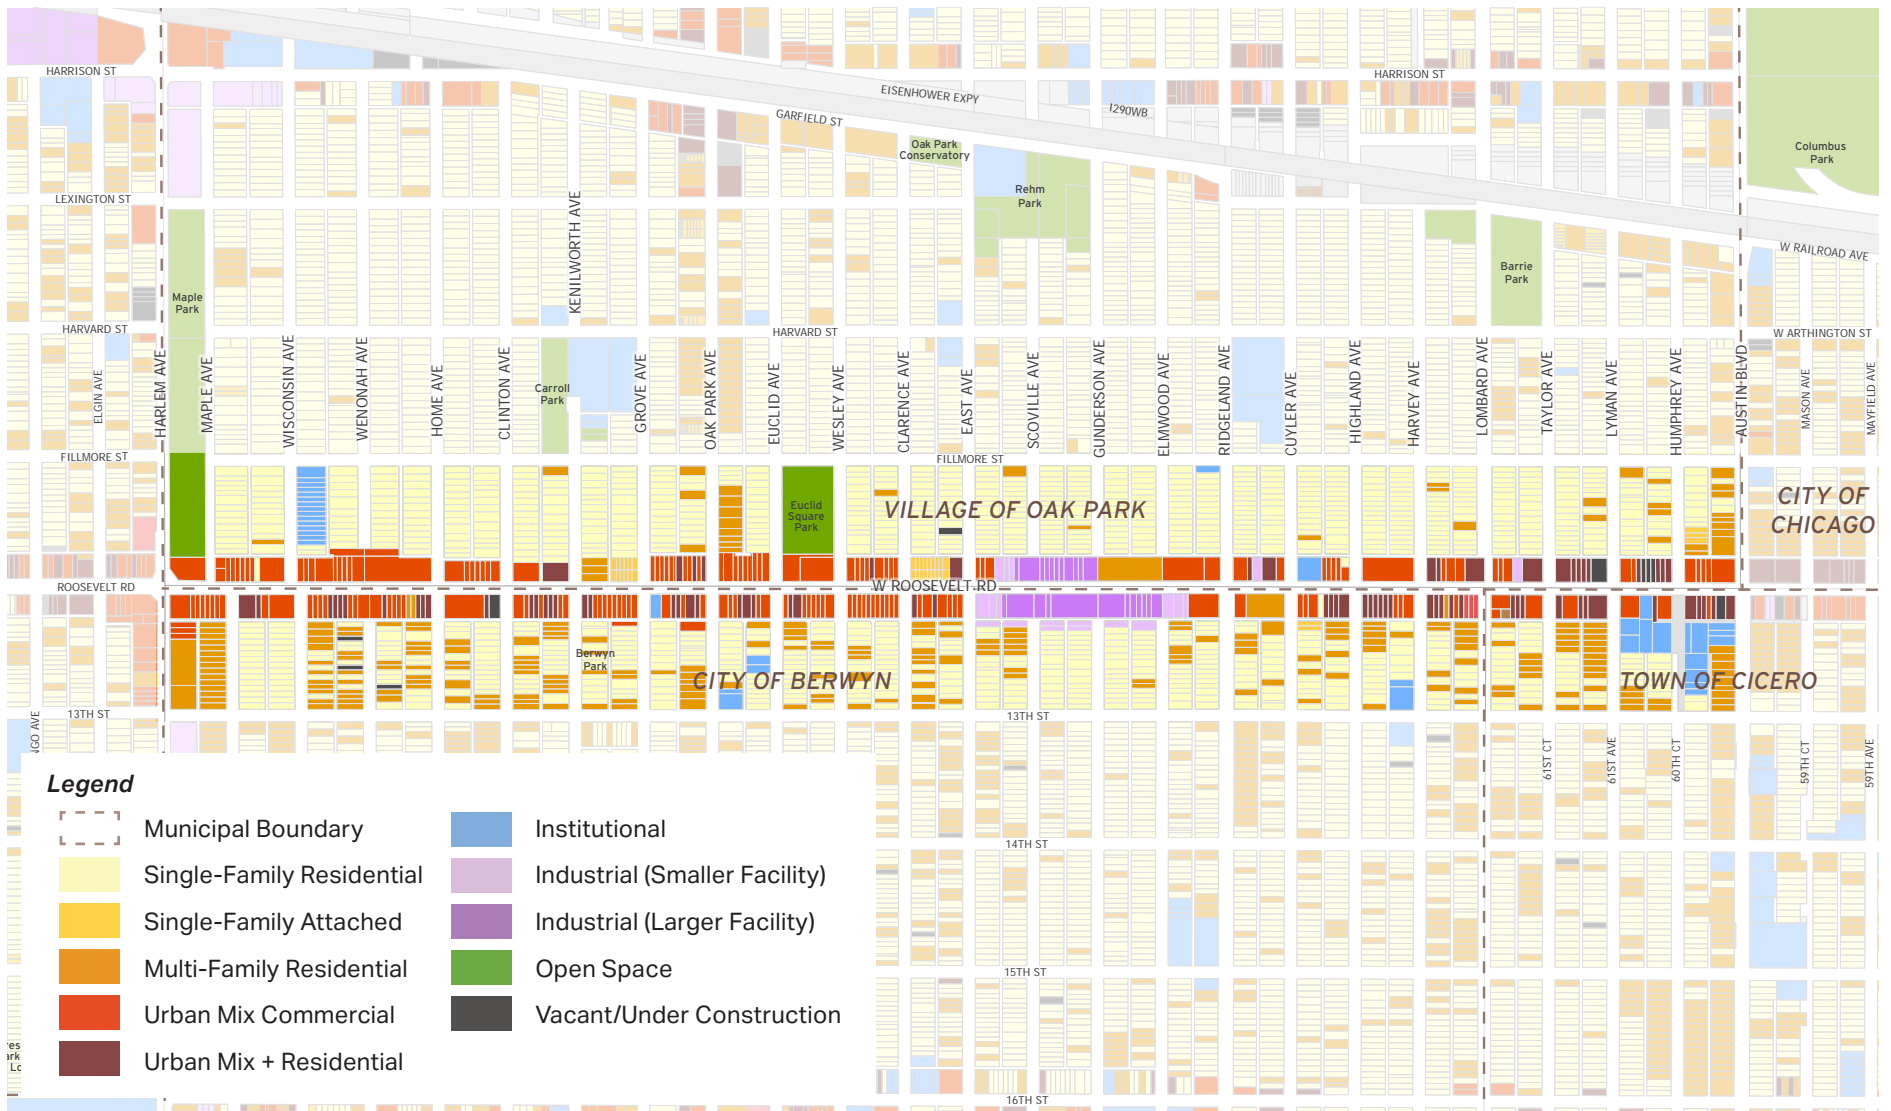 HARRISON ST
HARRISON ST
EISENHOWER EXPY
I290WB
GARFIELD ST
Oak Park
Conservatory
Columbus
Park
Rehm
Park
LEXINGTON ST
KENILWORTH AVE
W RAILROAD AVE
Barrie
Park
Maple
Park
HARVARD ST
HARVARD ST
W ARTHINGTON ST
ELGIN AVE
HARLEM AVE
MAPLE AVE
WISCONSIN AVE
WENONAH AVE
HOME AVE
CLINTON AVE
Carroll
Park
GROVE AVE
OAK PARK AVE
EUCLID AVE
WESLEY AVE
CLARENCE AVE
EAST AVE
SCOVILLE AVE
GUNDERSON AVE
ELMWOOD AVE
RIDGELAND AVE
CUYLER AVE
HIGHLAND AVE
HARVEY AVE
LOMBARD AVE
TAYLOR AVE
LYMAN AVE
HUMPHREY AVE
AUSTIN BLVD
MASON AVE
MAYFIELD AVE
FILLMORE ST
FILLMORE ST
Euclid
Square
Park
VILLAGE OF OAK PARK
CITY OF
CHICAGO
ROOSEVELT RD
W ROOSEVELT RD
Berwyn
Park
CITY OF BERWYN
TOWN OF CICERO
13TH ST
13TH ST
NGO AVE
61ST CT
61ST AVE
60TH CT
59TH CT
59TH AVE
14TH ST
15TH ST
16TH ST
Legend
Municipal Boundary
Single-Family Residential
Single-Family Attached
Multi-Family Residential
Urban Mix Commercial
Urban Mix + Residential
Institutional
Industrial (Smaller Facility)
Industrial (Larger Facility)
Open Space
Vacant/Under Construction
res
ark
Lo